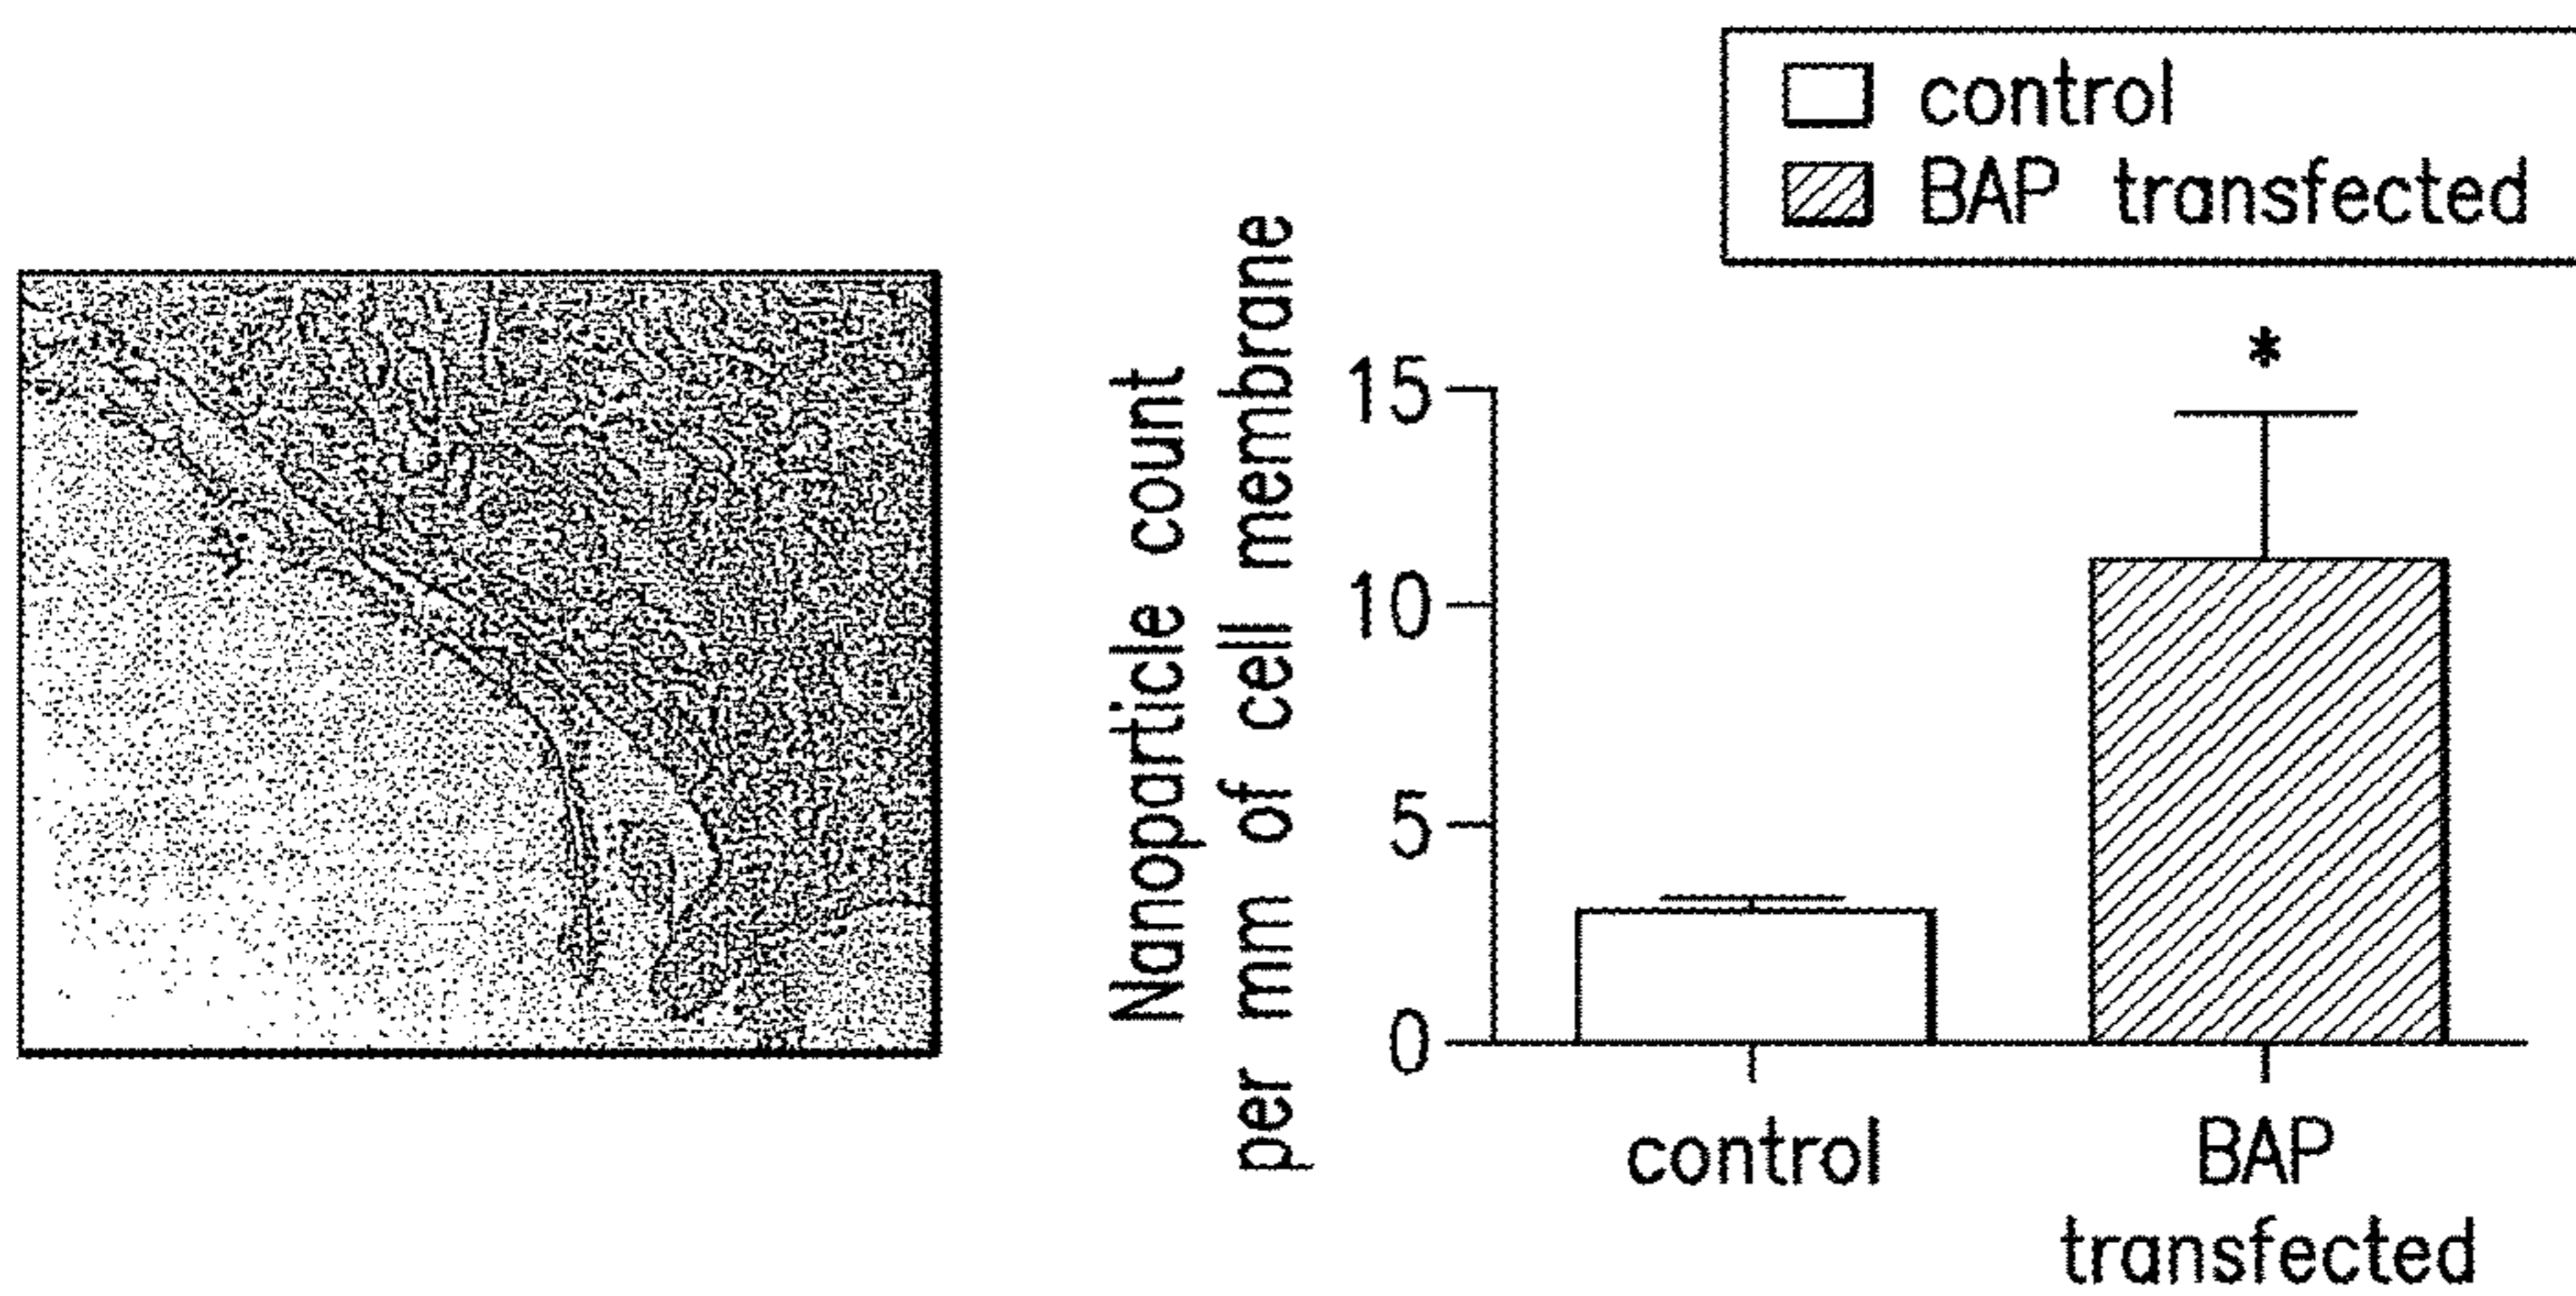 control
BAP transfected
*
Nanoparticle count
per mm of cell membrane
15
10
5
0
control
BAP
transfected